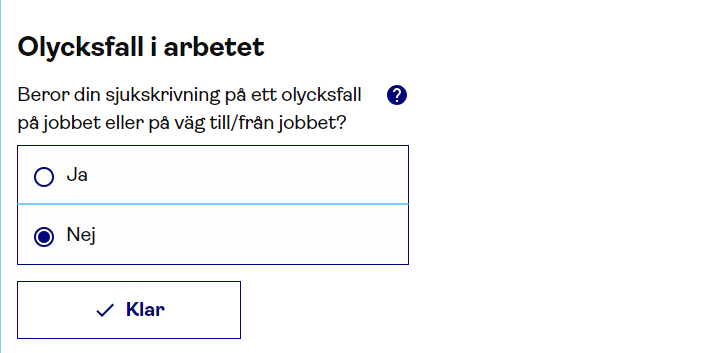 Olycksfall i arbetet
Beror din sjukskrivning på ett olycksfall
på jobbet eller på väg till/från jobbet?
?
Ja
Nej
Klar